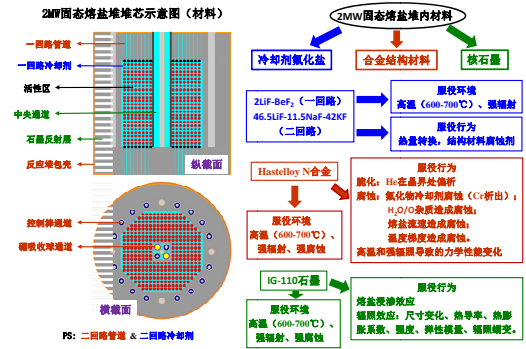 2MW固态熔盐堆堆芯示意图（材料）
一回路管道
一回路冷却剂
活性区
中央通道
石墨反射层
反应堆包壳
纵截面
控制棒通道
硼吸收球通道
横截面
PS: 二回路管道 & 二回路冷却剂
2MW固态熔盐堆内材料
冷却剂氟化盐
合金结构材料
核石墨
2LiF-BeF₂（一回路）
46.5LiF-11.5NaF-42KF
（二回路）
服役环境
高温（600-700℃）、强辐射
服役行为
热量转换，结构材料腐蚀剂
Hastelloy N合金
服役环境
高温（600-700℃）、
强辐射、强腐蚀
服役行为
脆化：He在晶界处偏析
腐蚀：氟化物冷却剂腐蚀（Cr析出）；
H₂O/O杂质造成腐蚀；
熔盐流速造成腐蚀；
温度梯度造成腐蚀。
高温和强辐照导致的力学性能变化
IG-110石墨
服役环境
高温（600-700℃）、
强辐射、强腐蚀
服役行为
熔盐浸渗效应
辐照效应：尺寸变化、热导率、热膨
胀系数、强度、弹性模量、辐照蠕变。